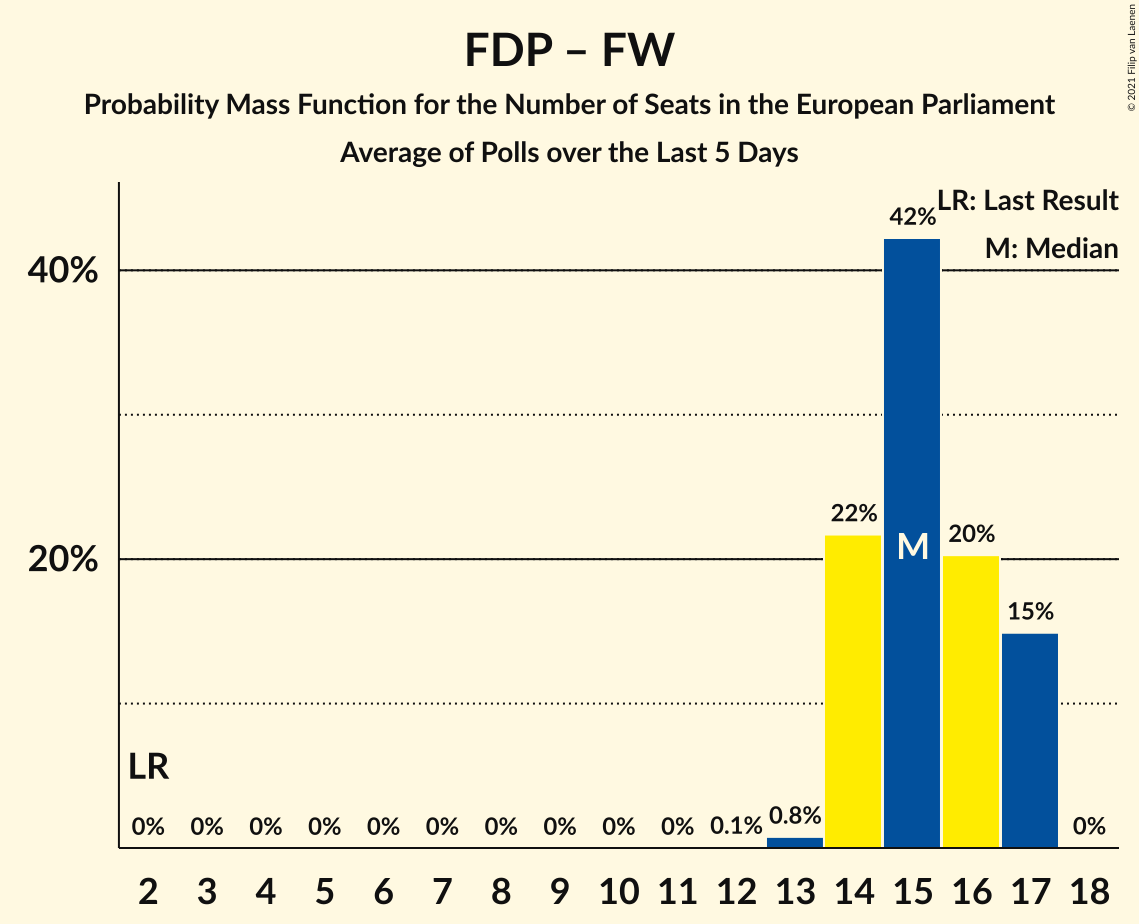 FDP – FW
Probability Mass Function for the Number of Seats in the European Parliament
Average of Polls over the Last 5 Days
© 2021 Filip van Laenen
LR: Last Result
M: Median
42%
40%
22%
20%
M
20%
15%
LR
0% 0% 0% 0% 0% 0% 0% 0% 0% 0% 0.1% 0.8% 0%
2 3 4 5 6 7 8 9 10 11 12 13 14 15 16 17 18